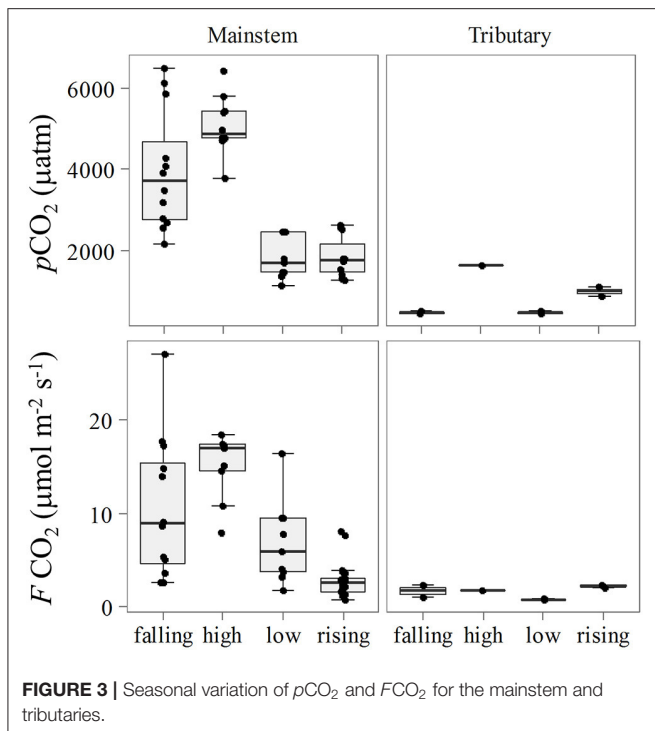 Mainstem Tributary
pCO₂ (µatm)
6000
4000
2000
F CO₂ (µmol m⁻² s⁻¹)
20
10
0
falling high low rising falling high low rising
FIGURE 3 | Seasonal variation of pCO₂ and FCO₂ for the mainstem and
tributaries.